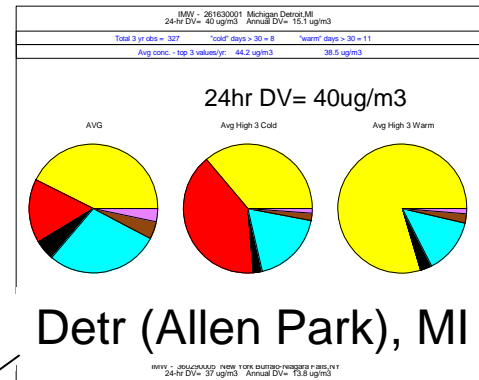 IMW - 261630001 Michigan Detroit,MI
24-hr DV= 40 ug/m3 Annual DV= 15.1 ug/m3
Total 3 yr obs = 327 "cold" days > 30 = 8 "warm" days > 30 = 11
Avg conc. - top 3 values/yr: 44.2 ug/m3 38.5 ug/m3
24hr DV= 40ug/m3
AVG Avg High 3 Cold Avg High 3 Warm
Detr (Allen Park), MI
IMW - 360290005 New York Buffalo-Niagara Falls,NY
24-hr DV= 37 ug/m3 Annual DV= 13.8 ug/m3